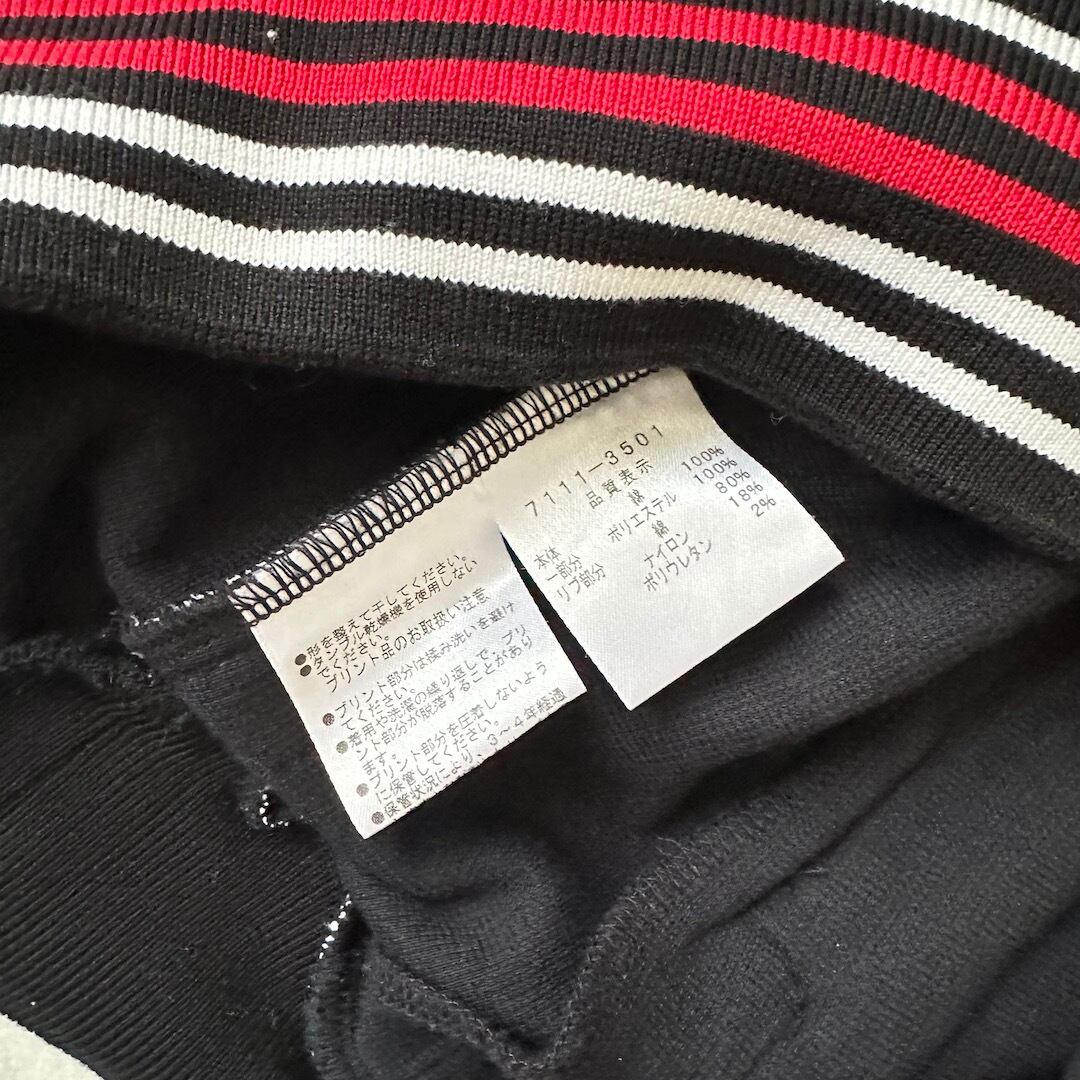 7111-3501
品質表示
本体 綿 100%
一部分 ポリエステル 100%
リブ部分 綿 80%
ナイロン 18%
ポリウレタン 2%
●形を整えて干してください。
●タンブル乾燥機を使用しない
でください。
プリント品のお取扱い注意
●プリント部分は揉み洗いを避け
てください。
●着用や洗濯の繰り返しで、プリ
ント部分が脱落することがあり
ます。
●プリント部分を圧着しないよう
に保管してください。
●保管状況により、3〜4年経過